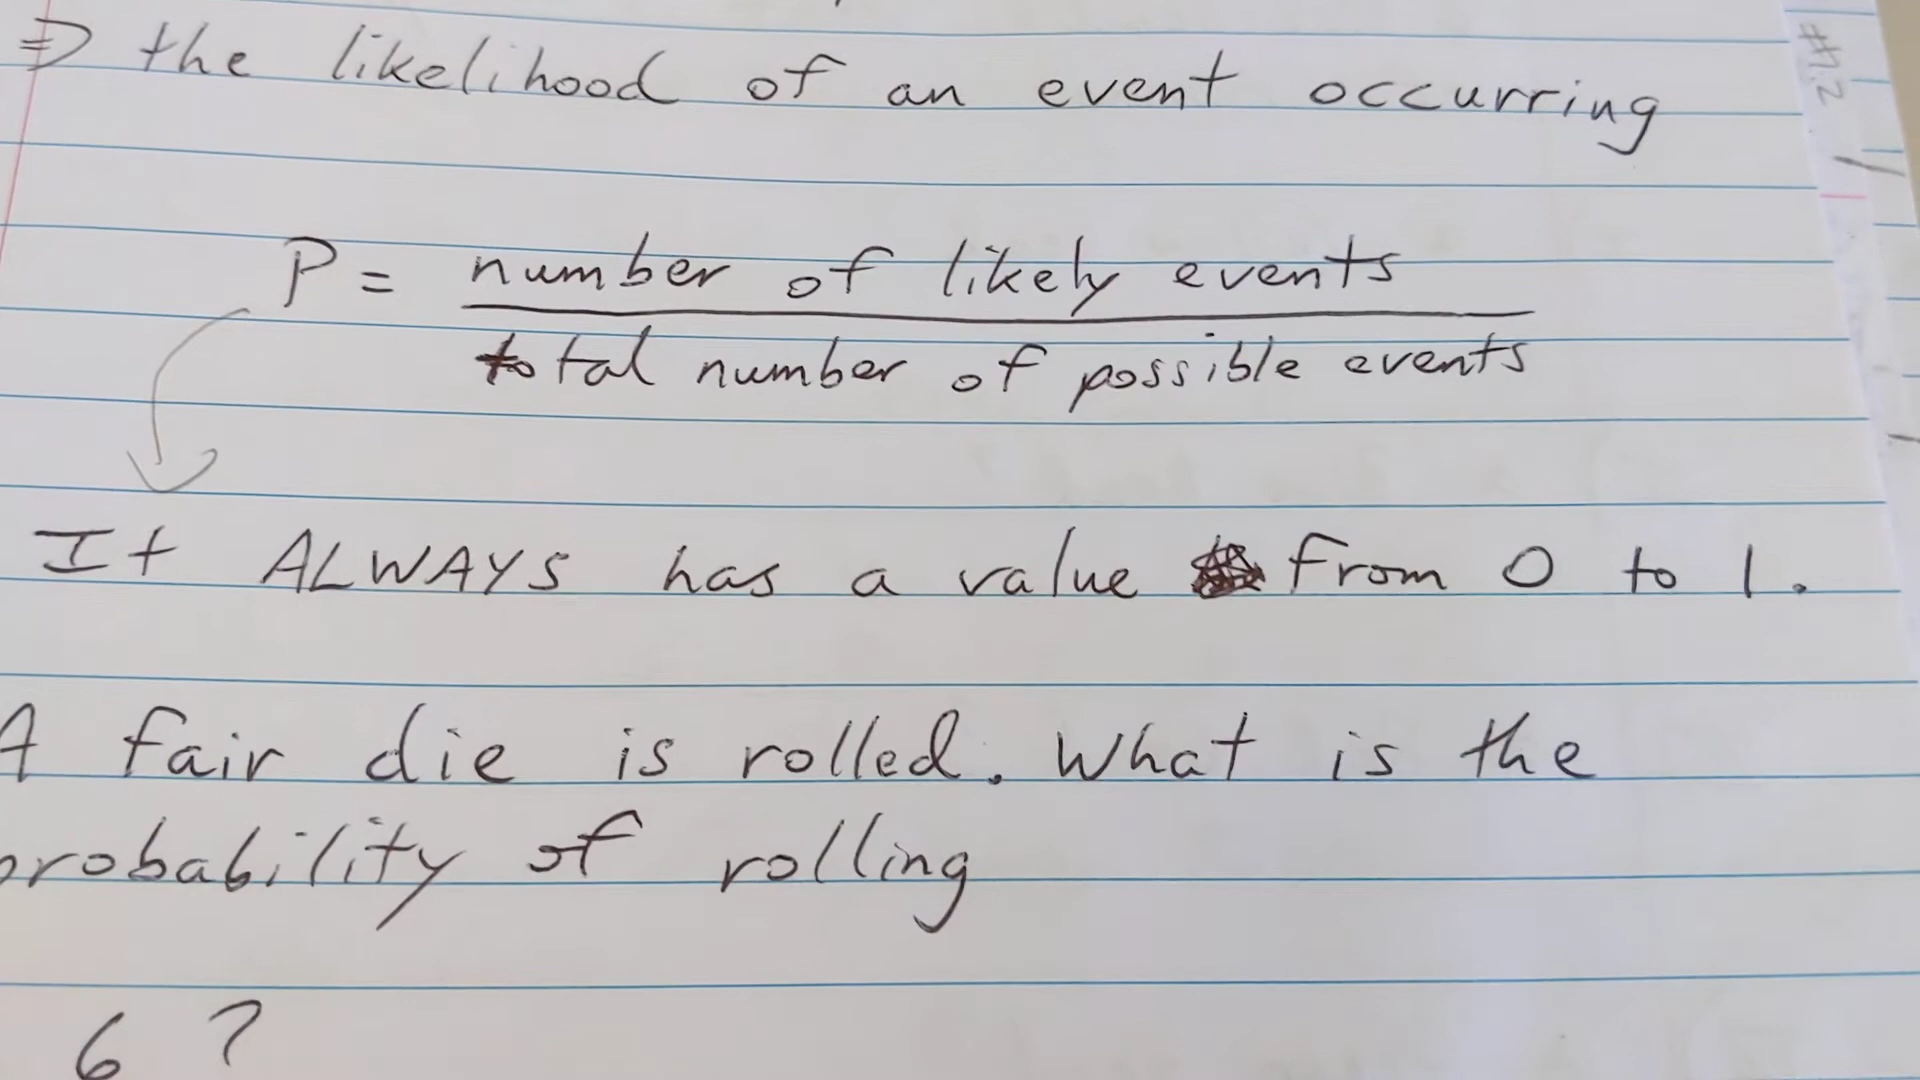 ⇒ the likelihood of an event occurring
P = number of likely events
total number of possible events
It ALWAYS has a value from 0 to 1.
A fair die is rolled. What is the
probability of rolling
6 ?